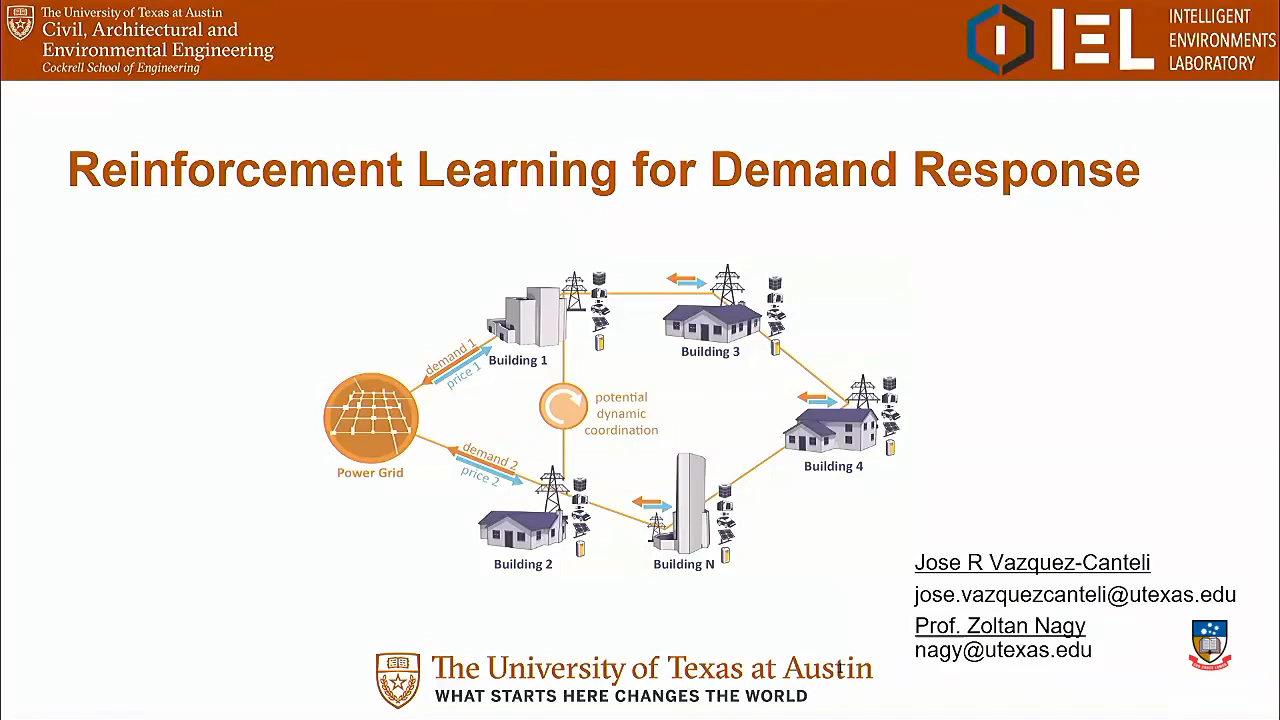 The University of Texas at Austin
Civil, Architectural and
Environmental Engineering
Cockrell School of Engineering
IEL
INTELLIGENT
ENVIRONMENTS
LABORATORY
Reinforcement Learning for Demand Response
Building 1
Building 3
demand 1
price 1
potential
dynamic
coordination
Power Grid
demand 2
price 2
Building 4
Building 2
Building N
Jose R Vazquez-Canteli
jose.vazquezcanteli@utexas.edu
Prof. Zoltan Nagy
nagy@utexas.edu
The University of Texas at Austin
WHAT STARTS HERE CHANGES THE WORLD